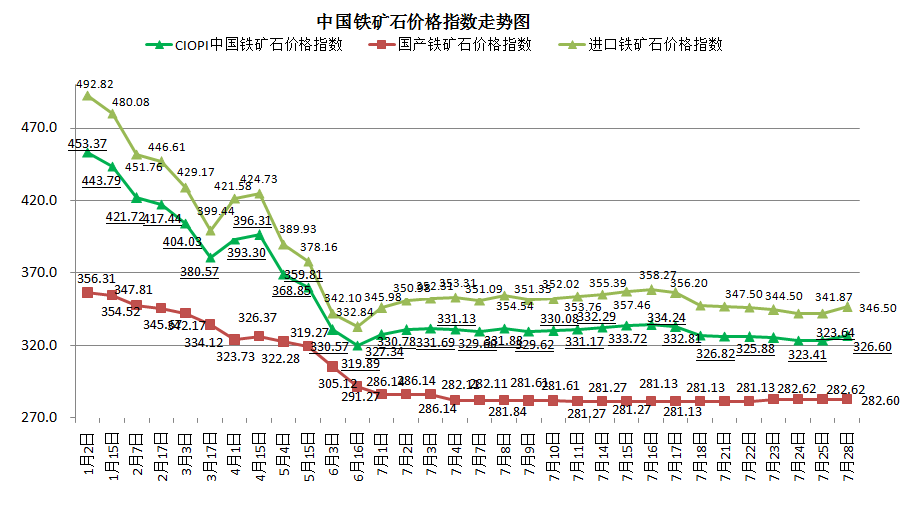 中国铁矿石价格指数走势图
CIOPI中国铁矿石价格指数 国产铁矿石价格指数 进口铁矿石价格指数
470.0
420.0
370.0
320.0
270.0
492.82 480.08 451.76 446.61 429.17 399.44 421.58 424.73 389.93 378.16 342.10 332.84 345.98 353.31 351.09 354.54 351.35 352.02 353.76 355.39 357.46 358.27 356.20 347.50 344.50 341.87 346.50
453.37 443.79 421.72 417.44 404.03 380.57 393.30 396.31 368.85 359.81 330.57 319.89 327.34 330.78 331.69 331.13 331.88 329.62 330.08 331.17 332.29 333.72 334.24 332.81 326.82 325.88 323.41 323.64 326.60
356.31 354.52 347.81 342.17 334.12 323.73 326.37 322.28 319.27 305.12 291.27 286.14 286.14 286.14 282.11 282.11 281.84 281.61 281.61 281.27 281.27 281.27 281.13 281.13 281.13 281.13 282.62 282.62 282.60
1月2日 1月15日 2月7日 2月17日 3月3日 3月17日 4月1日 4月15日 5月4日 5月15日 6月3日 6月16日 7月1日 7月2日 7月3日 7月4日 7月7日 7月8日 7月9日 7月10日 7月11日 7月14日 7月15日 7月16日 7月17日 7月18日 7月22日 7月23日 7月24日 7月25日 7月28日